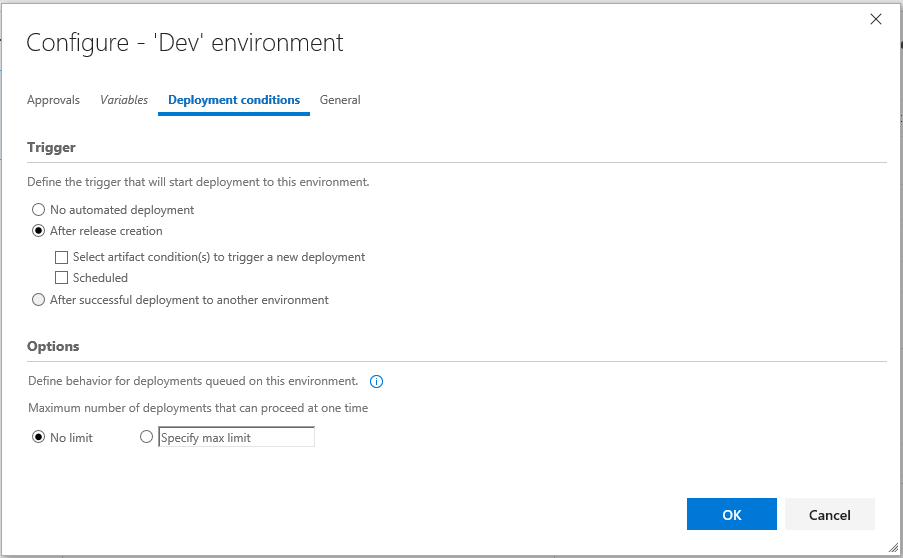 Configure - 'Dev' environment
Approvals Variables Deployment conditions General
Trigger
Define the trigger that will start deployment to this environment.
No automated deployment
After release creation
Select artifact condition(s) to trigger a new deployment
Scheduled
After successful deployment to another environment
Options
Define behavior for deployments queued on this environment.
Maximum number of deployments that can proceed at one time
No limit Specify max limit
OK Cancel